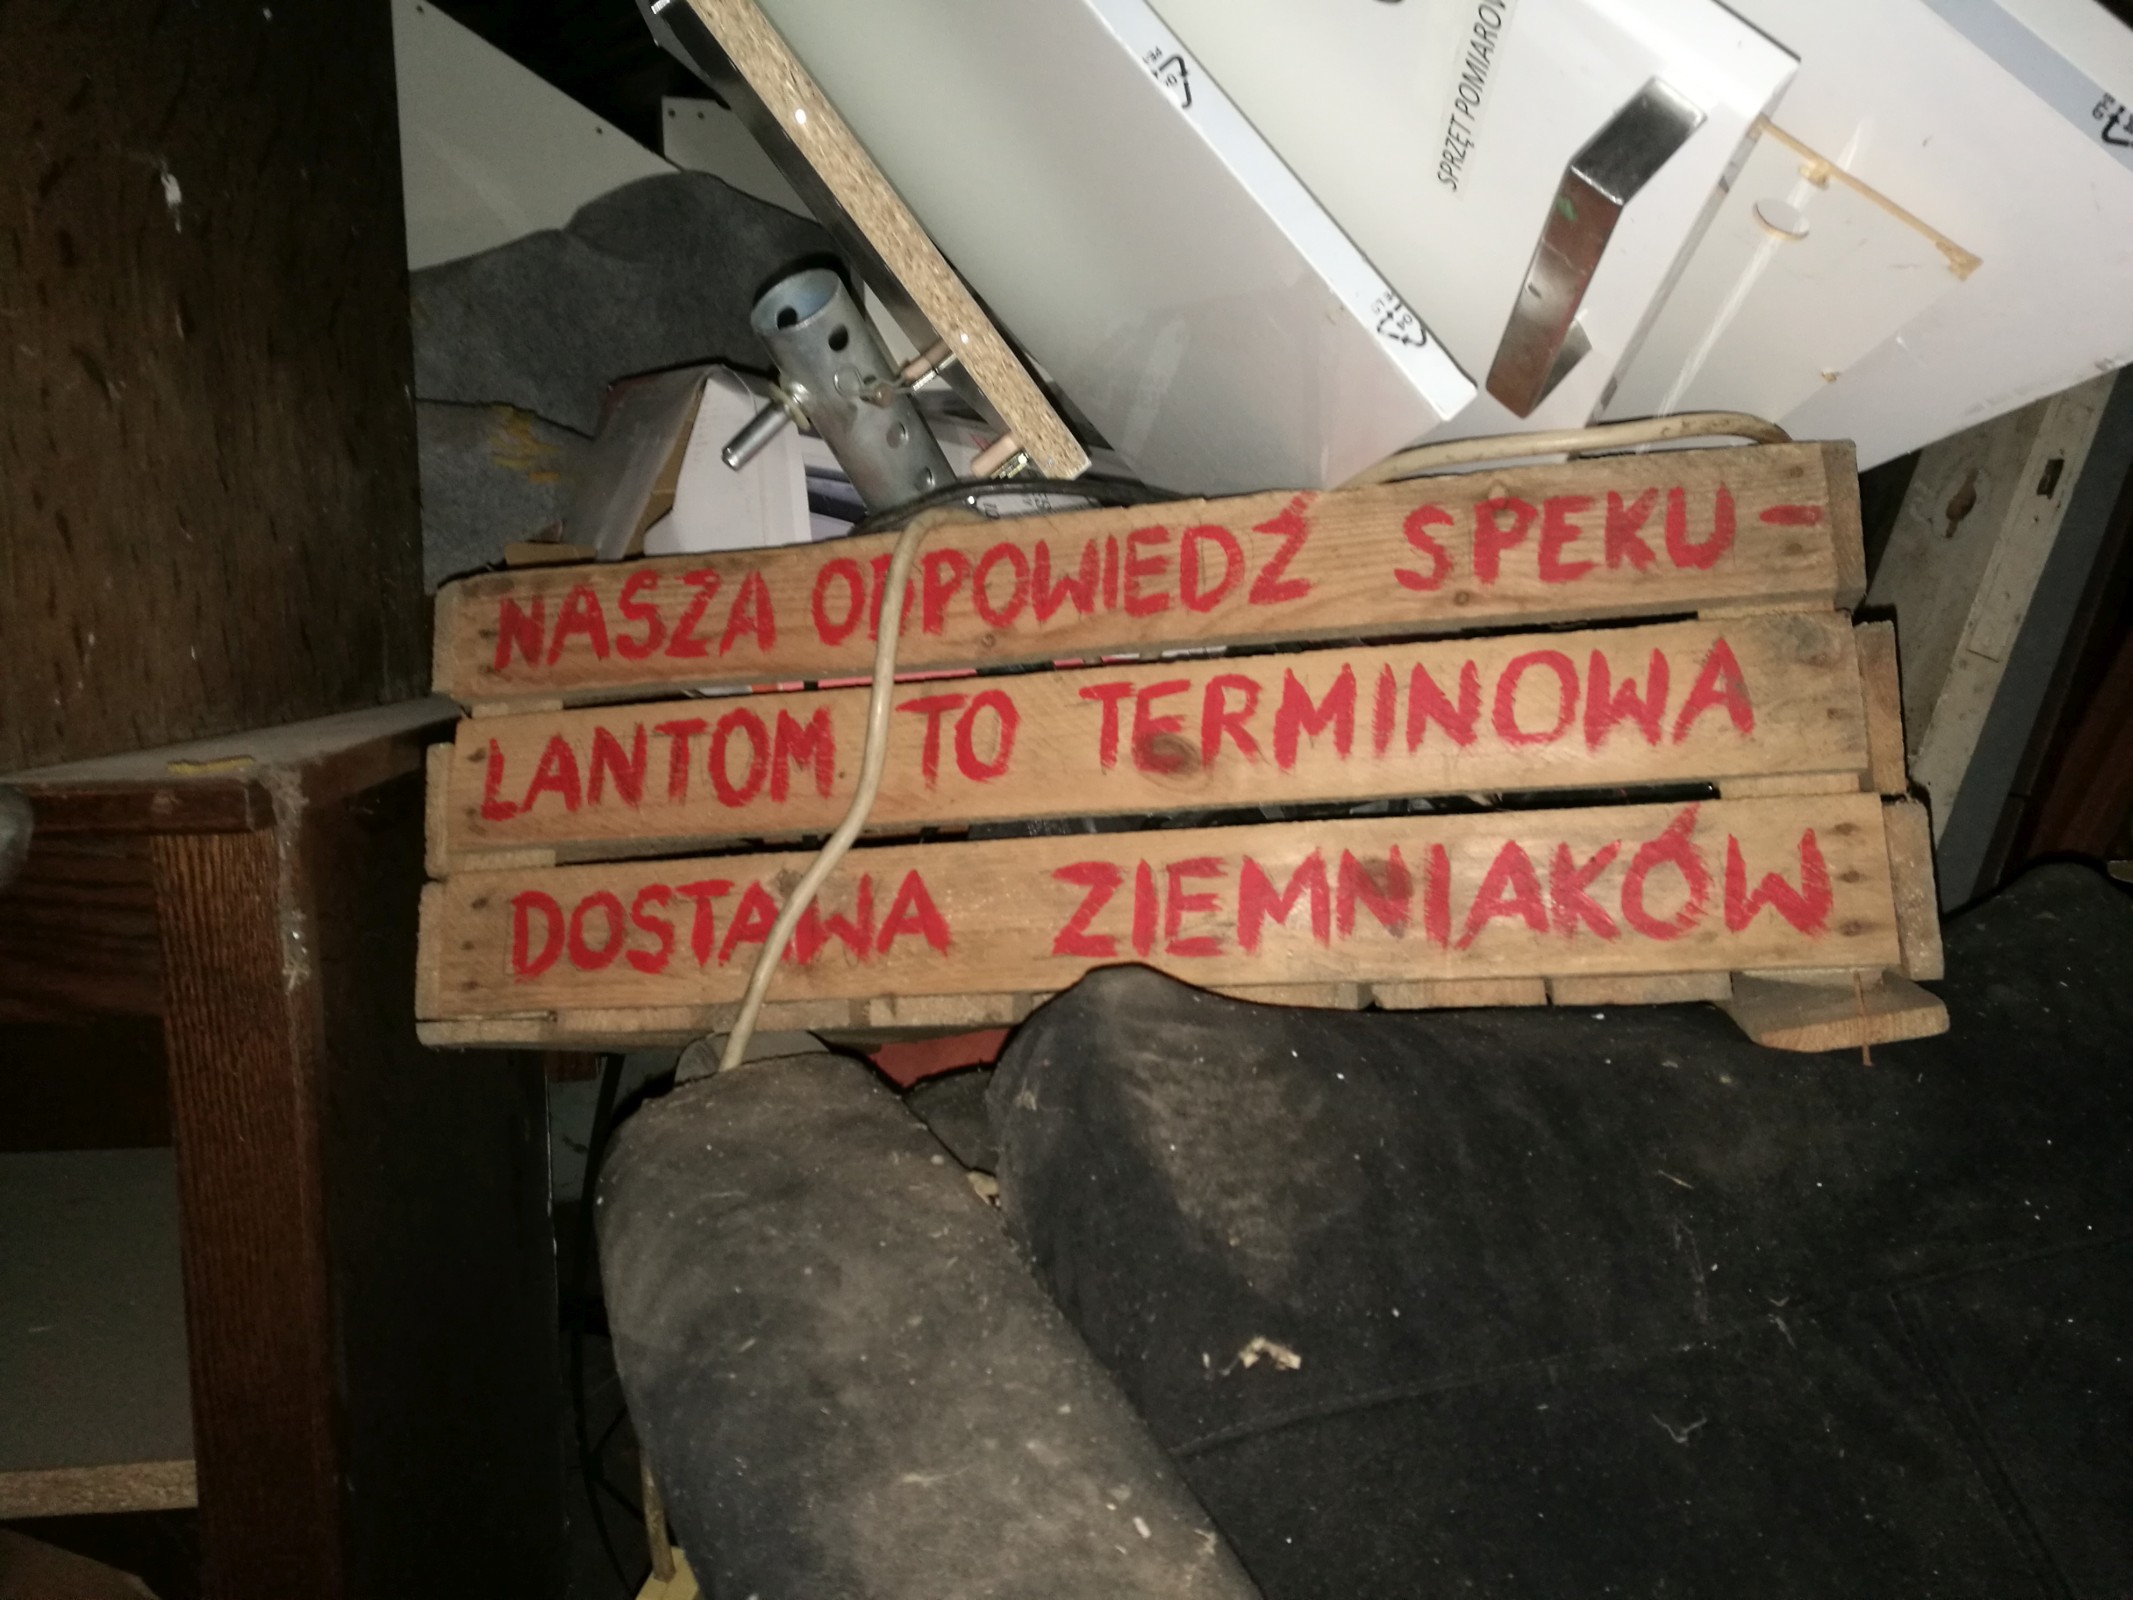 SPRZĘT POMIAROW
NASZA ODPOWIEDŹ SPEKU-
LANTOM TO TERMINOWA
DOSTAWA ZIEMNIAKÓW